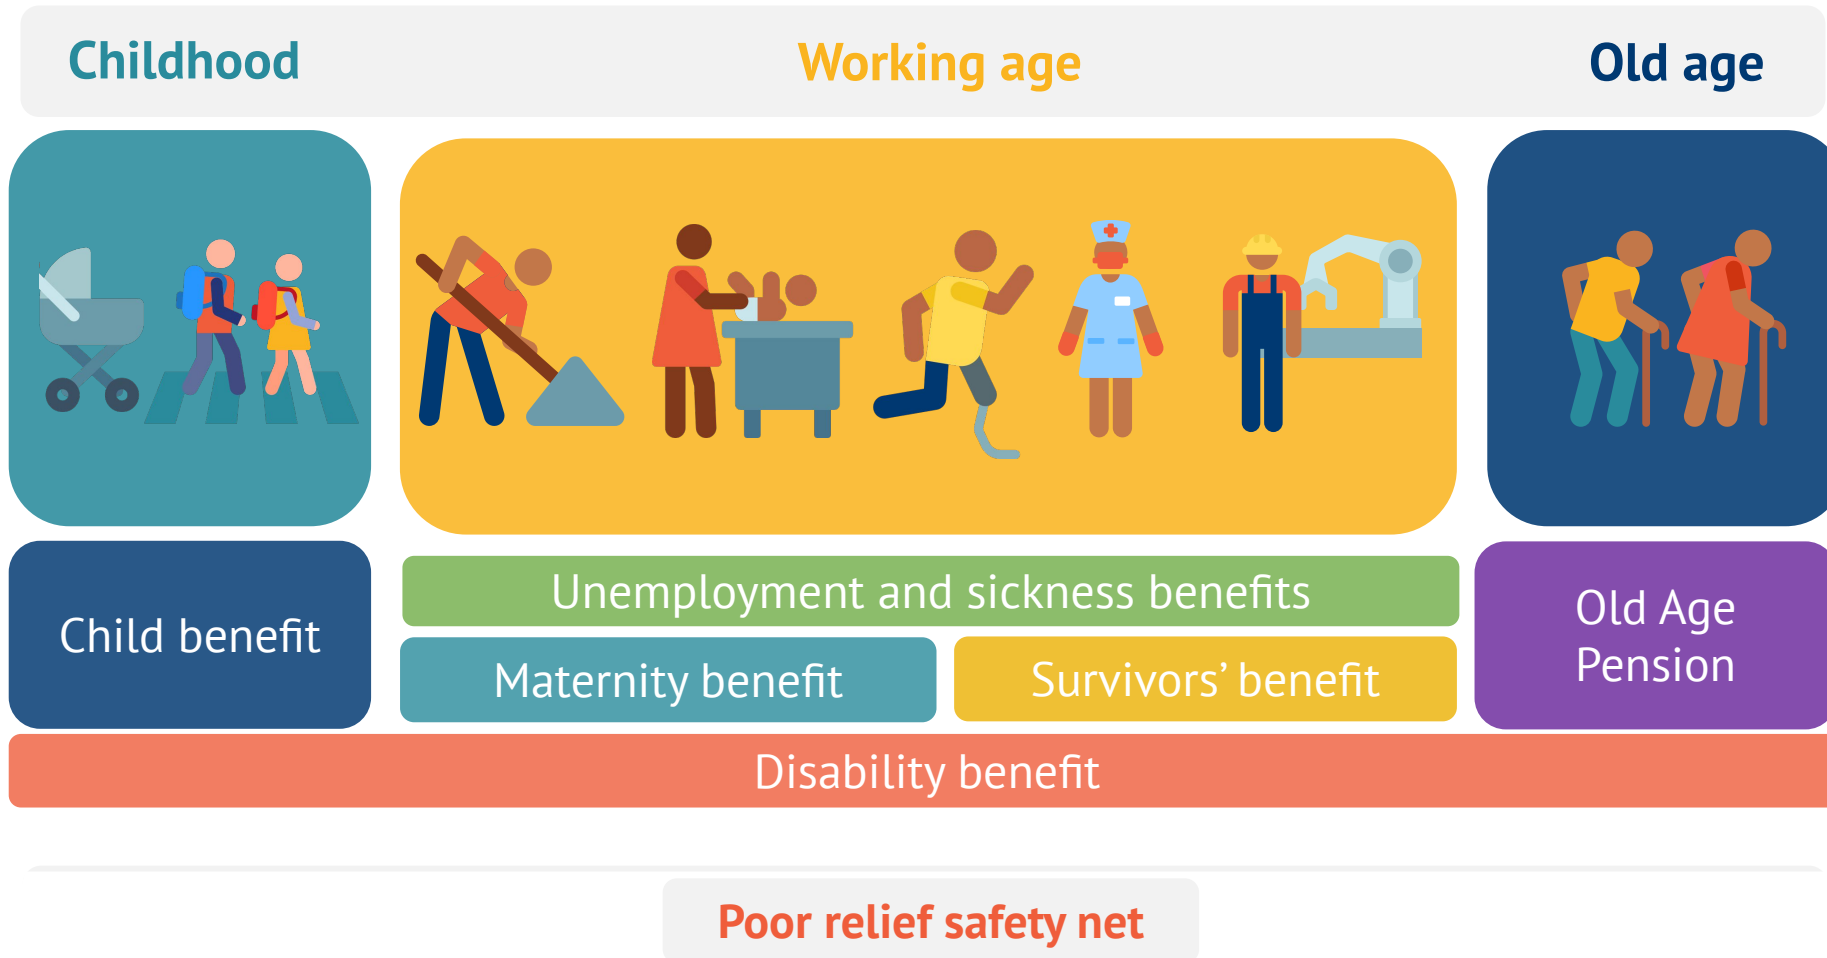 Childhood
Working age
Old age
Unemployment and sickness benefits
Child benefit
Maternity benefit
Survivors’ benefit
Old Age
Pension
Disability benefit
Poor relief safety net